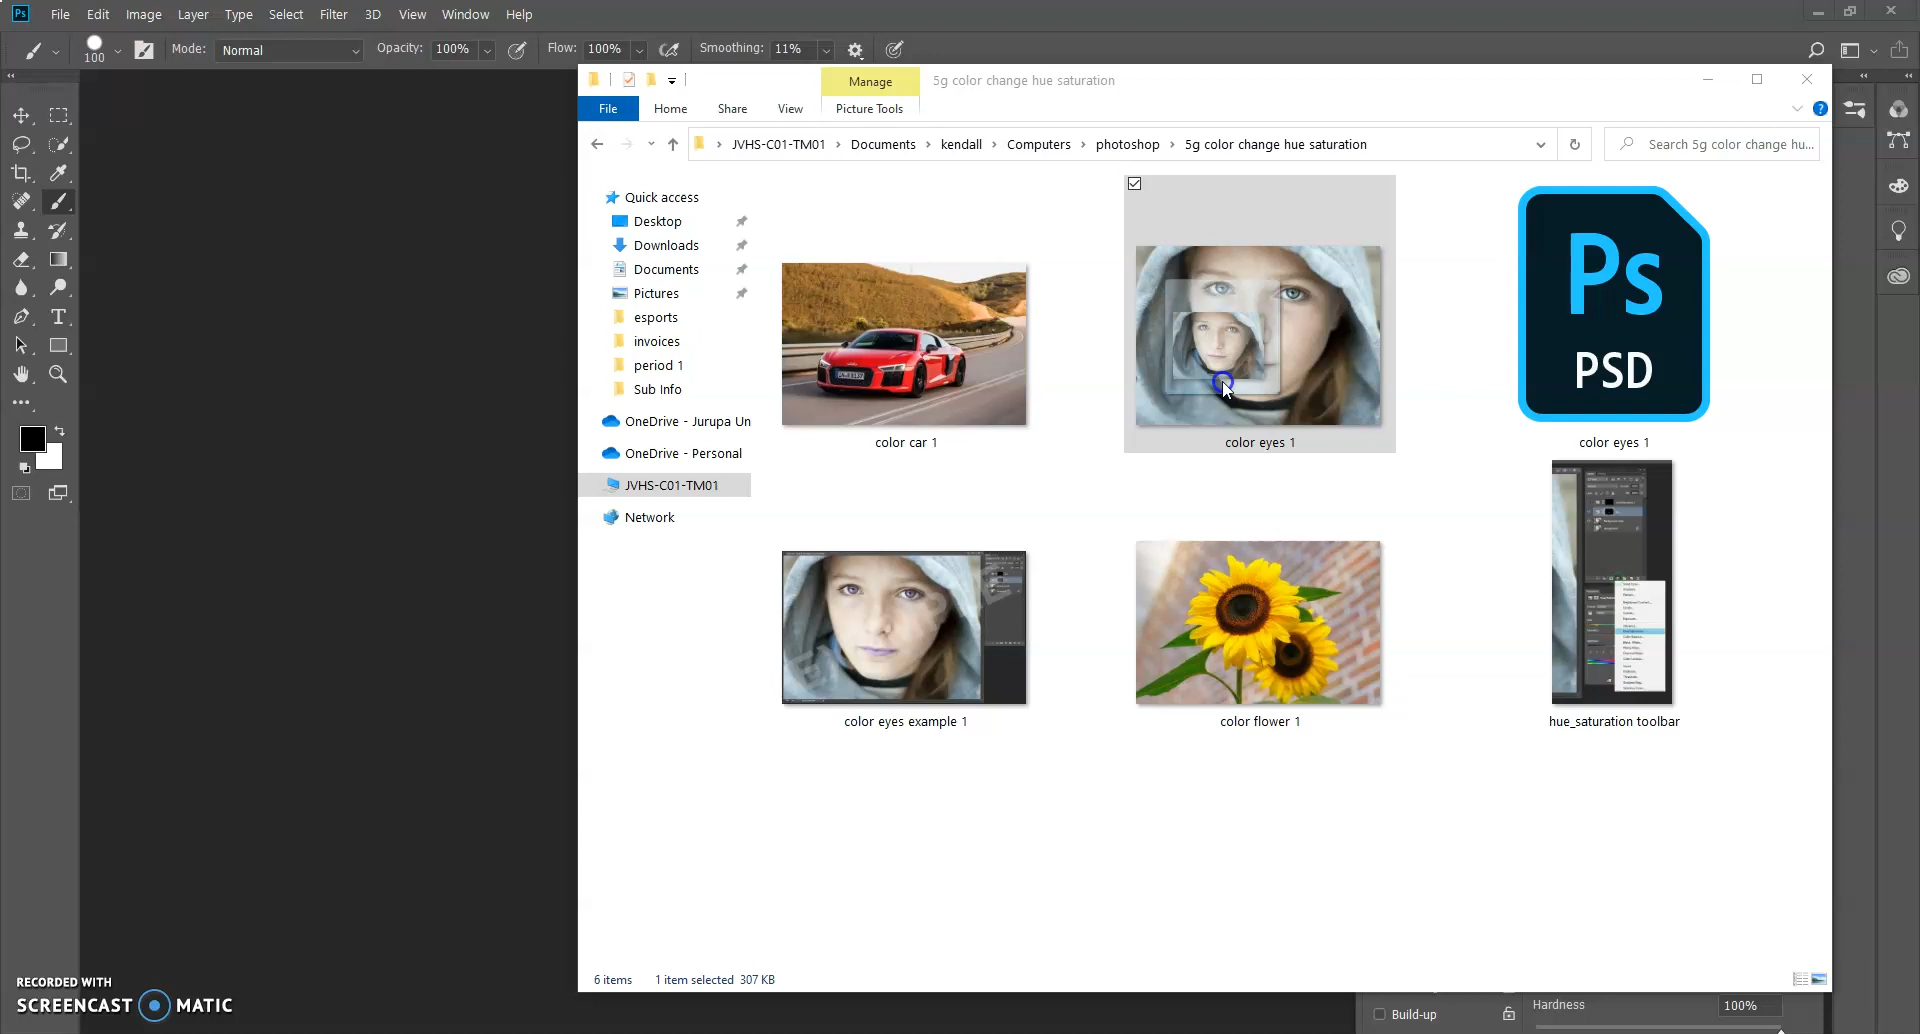 Ps File Edit Image Layer Type Select Filter 3D View Window Help
100 Mode: Normal Opacity: 100% Flow: 100% Smoothing: 11%
Manage 5g color change hue saturation
File Home Share View Picture Tools
JVHS-C01-TM01 › Documents › kendall › Computers › photoshop › 5g color change hue saturation Search 5g color change hu...
Quick access
Desktop
Downloads
Documents
Pictures
esports
invoices
period 1
Sub Info
OneDrive - Jurupa Un
OneDrive - Personal
JVHS-C01-TM01
Network
Ps
PSD
color car 1 color eyes 1 color eyes 1
color eyes example 1 color flower 1 hue_saturation toolbar
6 items 1 item selected 307 KB
RECORDED WITH
SCREENCAST MATIC
Build-up Hardness 100%